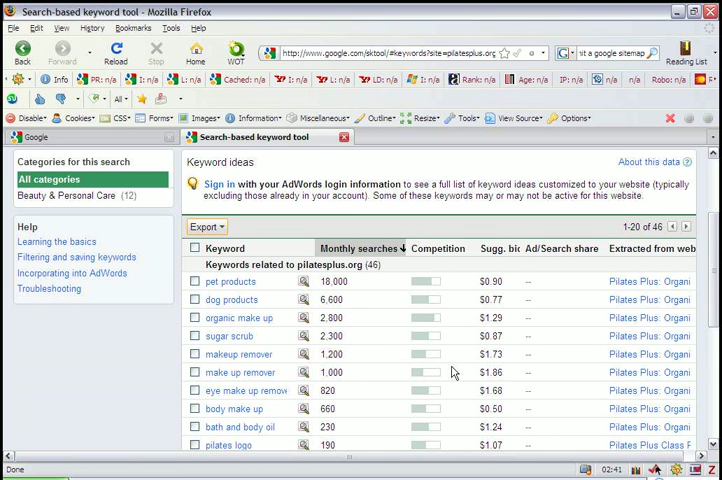 Search-based keyword tool - Mozilla Firefox
File Edit View History Bookmarks Tools Help
Back Forward Reload Stop Home WOT http://www.google.com/sktool/#keywords?site=pilatesplus.org it a google sitemap Reading List
Info PR: n/a I: n/a L: n/a Cached: n/a I: n/a L: n/a LD: n/a I: n/a Rank: n/a Age: n/a IP: n/a Robo: n/a
All
Disable Cookies CSS Forms Images Information Miscellaneous Outline Resize Tools View Source Options
Google Search-based keyword tool
Categories for this search
All categories
Beauty & Personal Care (12)
Help
Learning the basics
Filtering and saving keywords
Incorporating into AdWords
Troubleshooting
Keyword ideas About this data
Sign in with your AdWords login information to see a full list of keyword ideas customized to your website (typically
excluding those already in your account). Some of these keywords may or may not be active for this website.
Export 1-20 of 46
Keyword Monthly searches Competition Sugg. bid Ad/Search share Extracted from web
Keywords related to pilatesplus.org (46)
pet products 18,000 $0.90 -- Pilates Plus: Organi
dog products 6,600 $0.77 -- Pilates Plus: Organi
organic make up 2,800 $1.29 -- Pilates Plus: Organi
sugar scrub 2,300 $0.87 -- Pilates Plus: Organi
makeup remover 1,200 $1.73 -- Pilates Plus: Organi
make up remover 1,000 $1.86 -- Pilates Plus: Organi
eye make up remov 820 $1.68 -- Pilates Plus: Organi
body make up 660 $0.50 -- Pilates Plus: Organi
bath and body oil 230 $1.24 -- Pilates Plus: Organi
pilates logo 190 $1.07 -- Pilates Plus Class F
Done 02:41